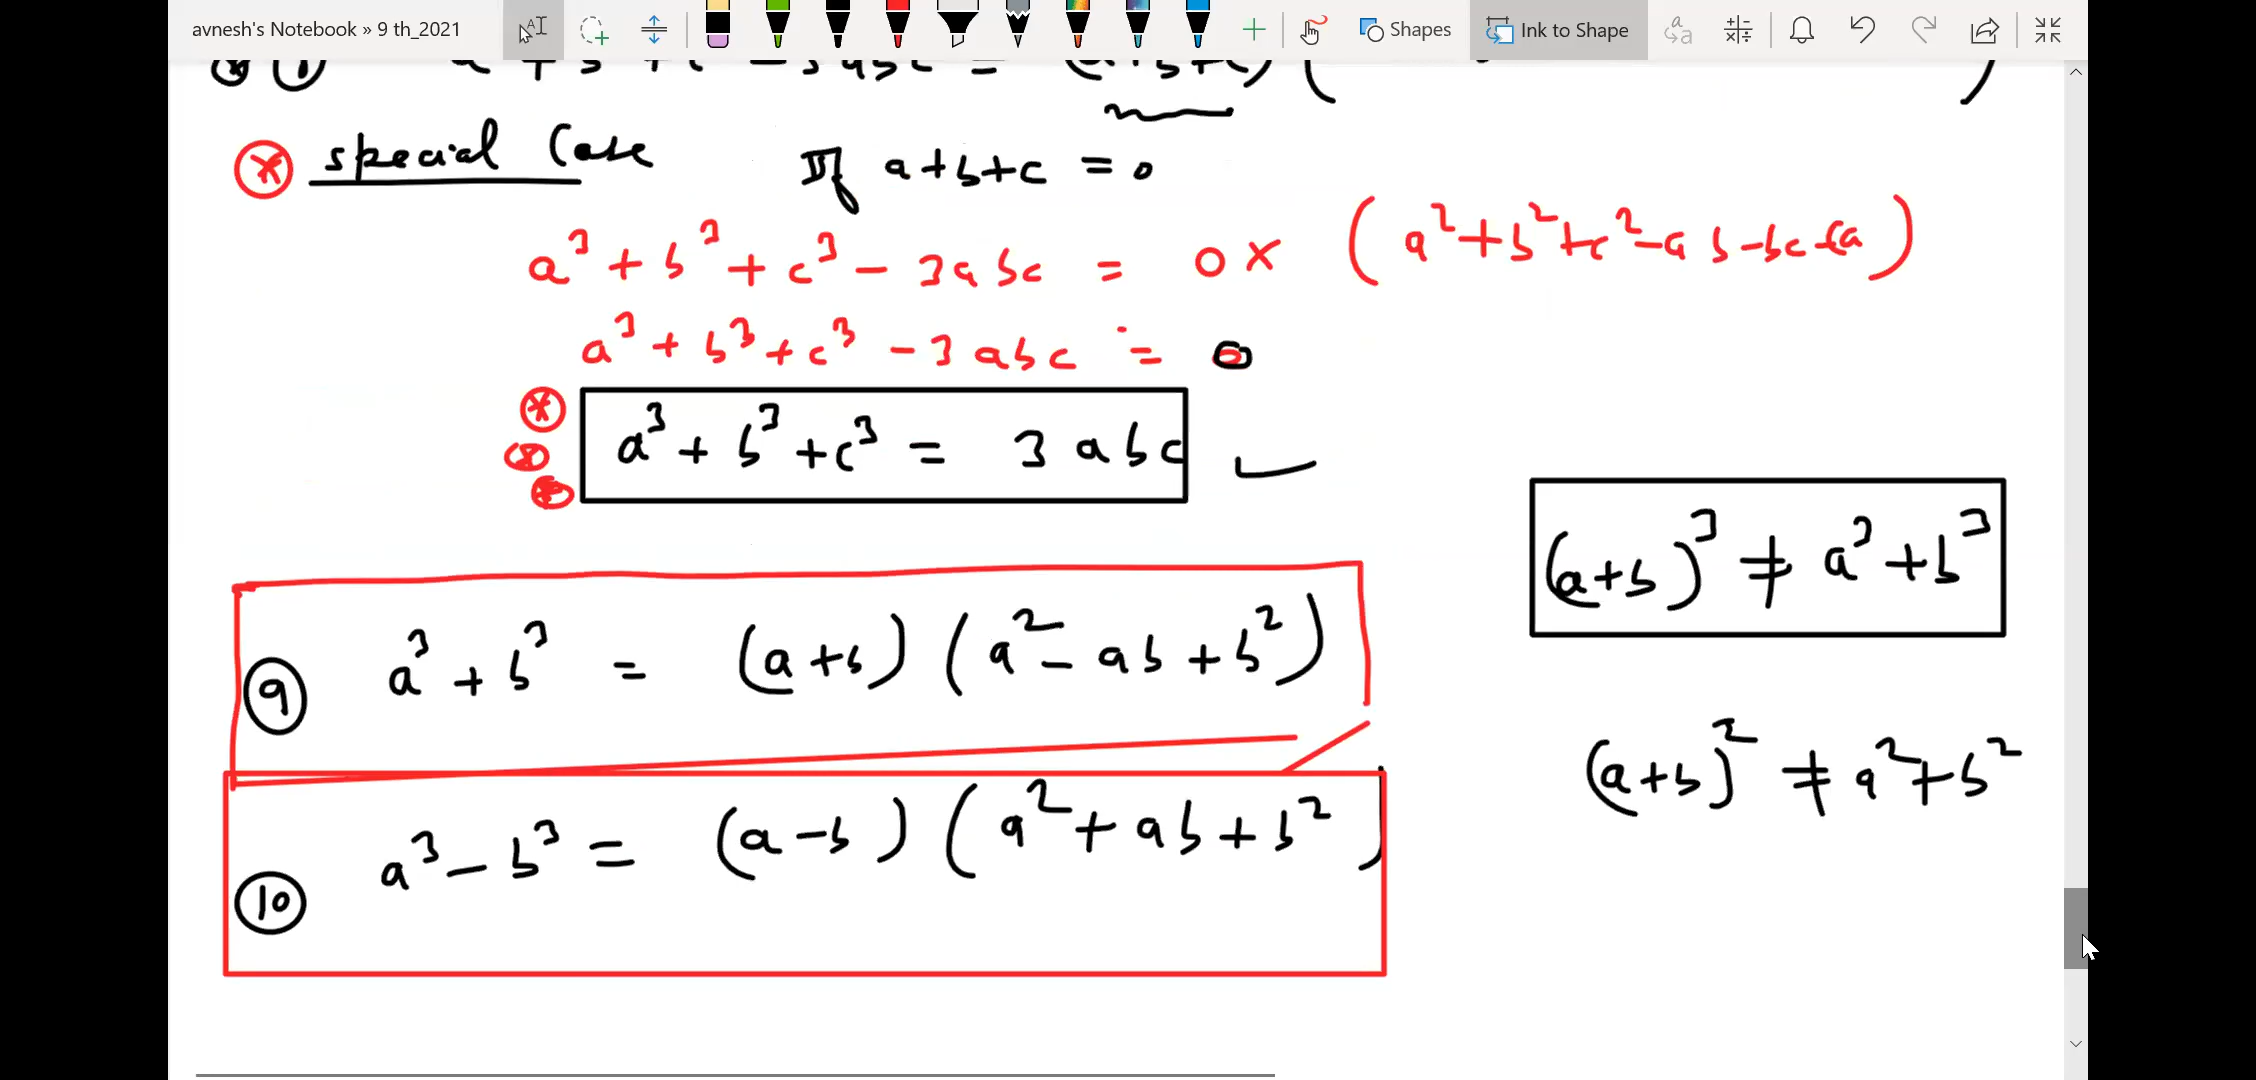 avnesh's Notebook » 9 th_2021 Shapes Ink to Shape
special Case If a+b+c = 0
a³ + b³ + c³ - 3abc = 0 × (a²+b²+c²-ab-bc-ca)
a³ + b³ + c³ - 3abc = 0
a³ + b³ + c³ = 3abc
(a+b)³ ≠ a³+b³
9 a³ + b³ = (a+b) (a² - ab + b²)
(a+b)² ≠ a²+b²
10 a³ - b³ = (a-b) (a² + ab + b²)